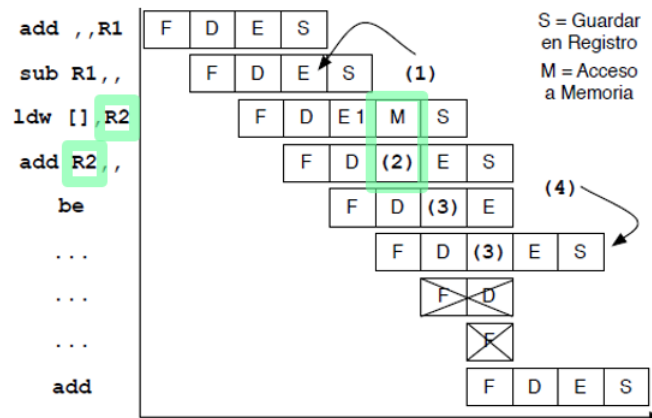 add ,,R1 F D E S
S = Guardar
en Registro
sub R1,, F D E S (1)
M = Acceso
a Memoria
ldw [],R2 F D E1 M S
add R2,, F D (2) E S
be F D (3) E
(4)
... F D (3) E S
... F D
... F
add F D E S